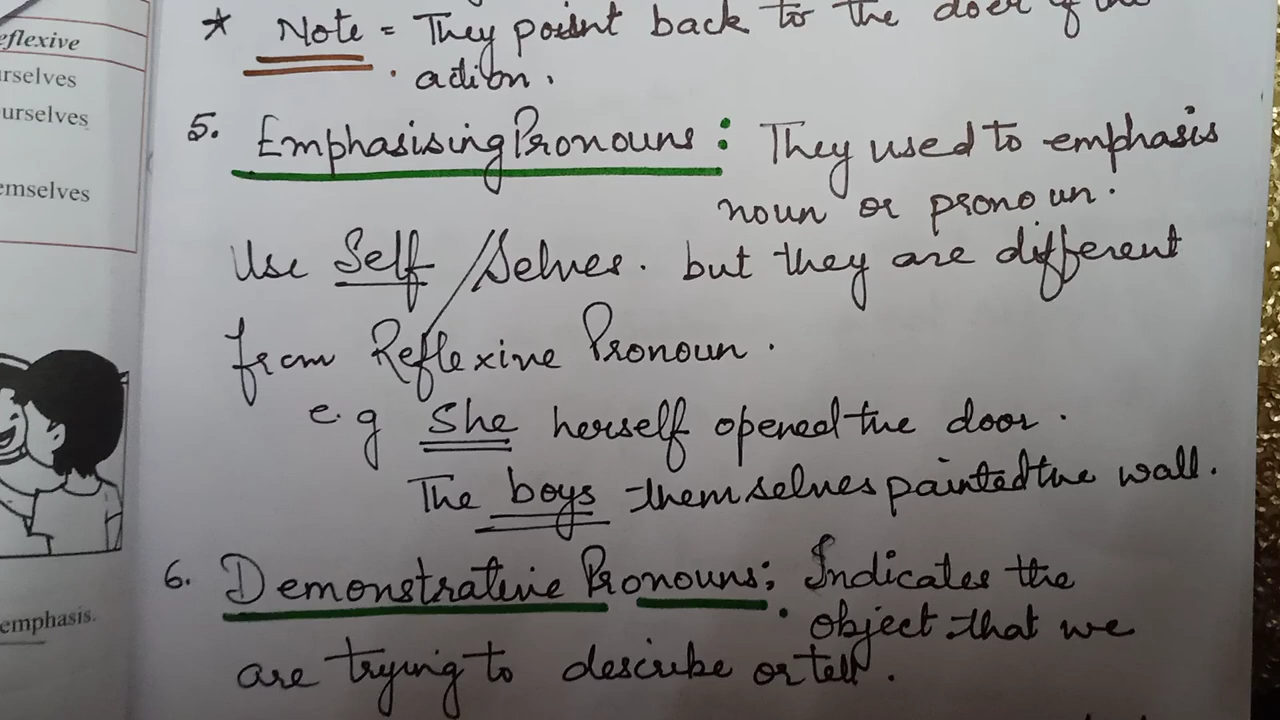 eflexive
urselves
urselves
emselves
emphasis.
* Note = They point back to the doer of the
action.
5. Emphasising Pronouns : They used to emphasis
noun or pronoun.
Use Self / Selves. but they are different
from Reflexive Pronoun.
e.g She herself opened the door.
The boys themselves painted the wall.
6. Demonstrative Pronouns: Indicates the
object that we
are trying to describe or tell.